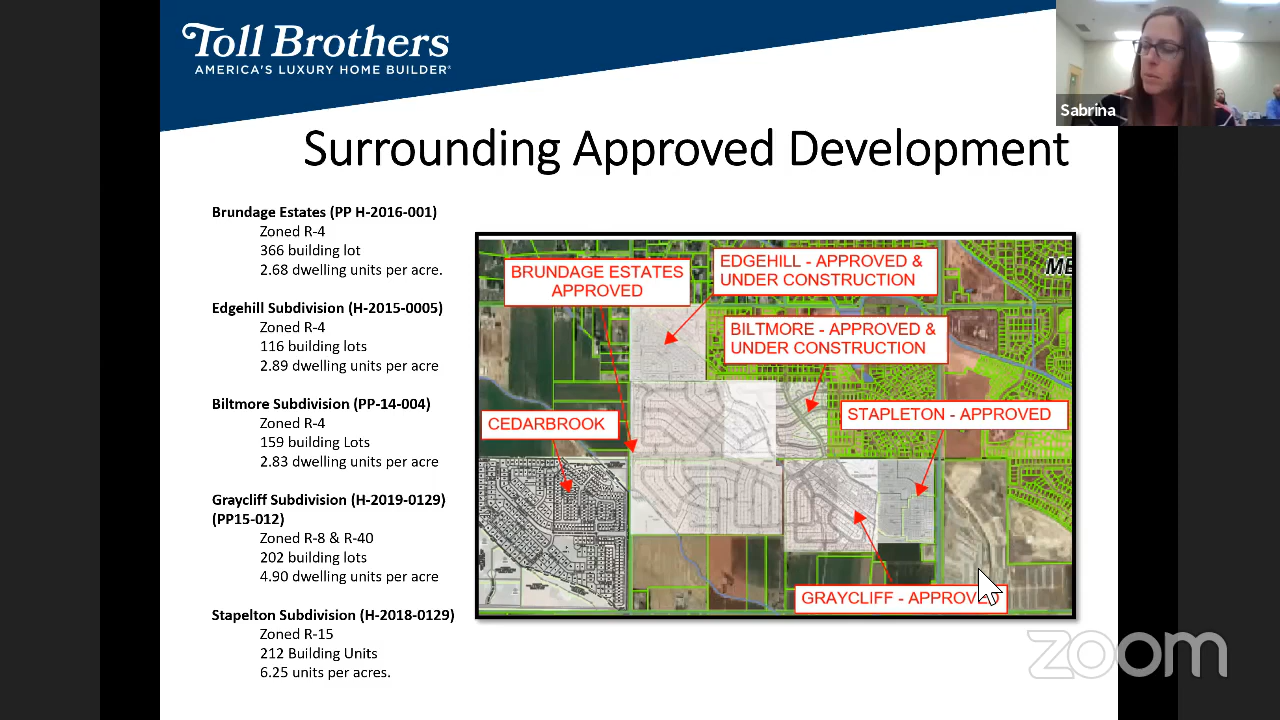 Toll Brothers
AMERICA'S LUXURY HOME BUILDER®
Sabrina
Surrounding Approved Development
Brundage Estates (PP H-2016-001)
Zoned R-4
366 building lot
2.68 dwelling units per acre.
Edgehill Subdivision (H-2015-0005)
Zoned R-4
116 building lots
2.89 dwelling units per acre
Biltmore Subdivision (PP-14-004)
Zoned R-4
159 building Lots
2.83 dwelling units per acre
Graycliff Subdivision (H-2019-0129)
(PP15-012)
Zoned R-8 & R-40
202 building lots
4.90 dwelling units per acre
Stapelton Subdivision (H-2018-0129)
Zoned R-15
212 Building Units
6.25 units per acres.
BRUNDAGE ESTATES
APPROVED
EDGEHILL - APPROVED &
UNDER CONSTRUCTION
BILTMORE - APPROVED &
UNDER CONSTRUCTION
CEDARBROOK
STAPLETON - APPROVED
GRAYCLIFF - APPROVED
zoom